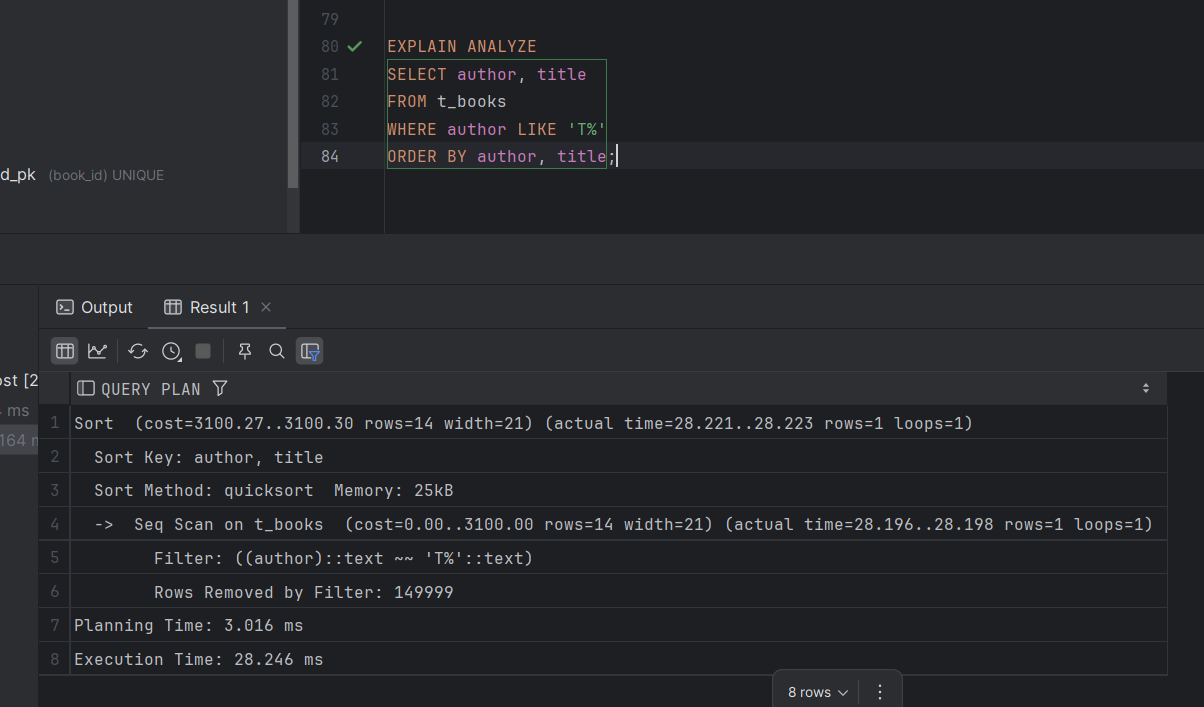 79
80 EXPLAIN ANALYZE
81 SELECT author, title
82 FROM t_books
83 WHERE author LIKE 'T%'
84 ORDER BY author, title;
d_pk (book_id) UNIQUE
Output Result 1
ost [2
ms
164 m
QUERY PLAN
1 Sort (cost=3100.27..3100.30 rows=14 width=21) (actual time=28.221..28.223 rows=1 loops=1)
2 Sort Key: author, title
3 Sort Method: quicksort Memory: 25kB
4 -> Seq Scan on t_books (cost=0.00..3100.00 rows=14 width=21) (actual time=28.196..28.198 rows=1 loops=1)
5 Filter: ((author)::text ~~ 'T%'::text)
6 Rows Removed by Filter: 149999
7 Planning Time: 3.016 ms
8 Execution Time: 28.246 ms
8 rows